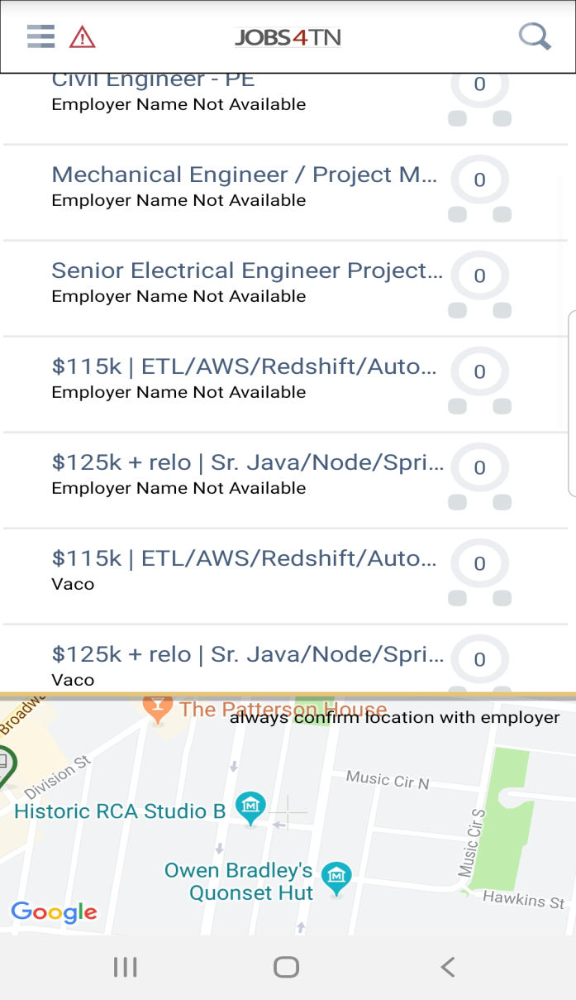 JOBS4TN
Civil Engineer - PE
0
Employer Name Not Available
Mechanical Engineer / Project M...
0
Employer Name Not Available
Senior Electrical Engineer Project...
0
Employer Name Not Available
$115k | ETL/AWS/Redshift/Auto...
0
Employer Name Not Available
$125k + relo | Sr. Java/Node/Spri...
0
Employer Name Not Available
$115k | ETL/AWS/Redshift/Auto...
0
Vaco
$125k + relo | Sr. Java/Node/Spri...
0
Vaco
The Patterson House
always confirm location with employer
Division St
Music Cir N
Historic RCA Studio B
Music Cir S
Owen Bradley's
Quonset Hut
Hawkins St
Google